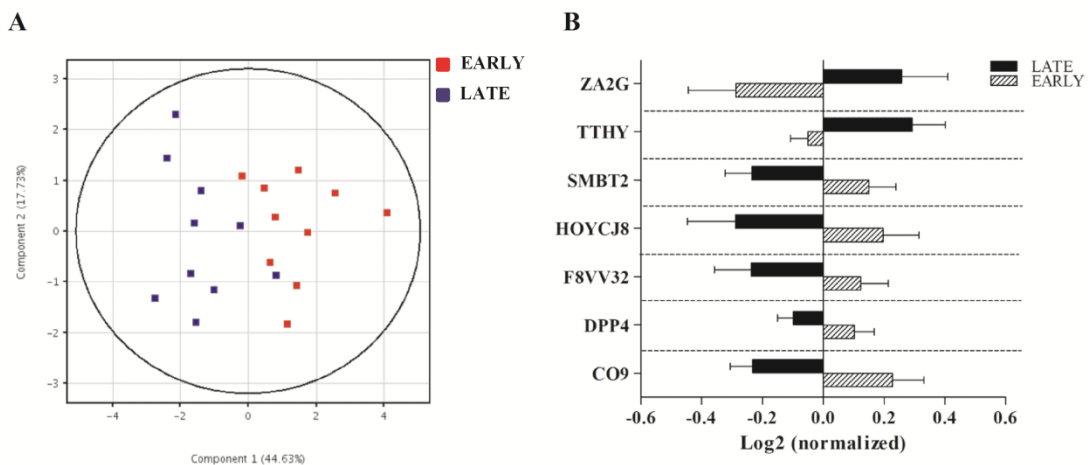 A
EARLY
LATE
3
2
1
0
−1
−2
−3
−4
−2
0
2
4
Component 2 (17.73%)
Component 1 (44.63%)
B
LATE
EARLY
ZA2G
TTHY
SMBT2
HOYCJ8
F8VV32
DPP4
CO9
-0.6
-0.4
-0.2
0.0
0.2
0.4
0.6
Log2 (normalized)